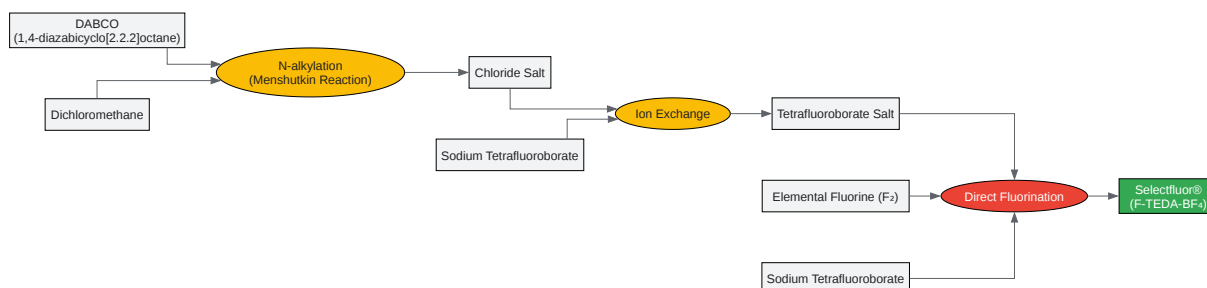 DABCO
(1,4-diazabicyclo[2.2.2]octane)
N-alkylation
(Menshutkin Reaction)
Chloride Salt
Dichloromethane
Ion Exchange
Tetrafluoroborate Salt
Sodium Tetrafluoroborate
Elemental Fluorine (F₂)
Direct Fluorination
Selectfluor®
(F-TEDA-BF₄)
Sodium Tetrafluoroborate